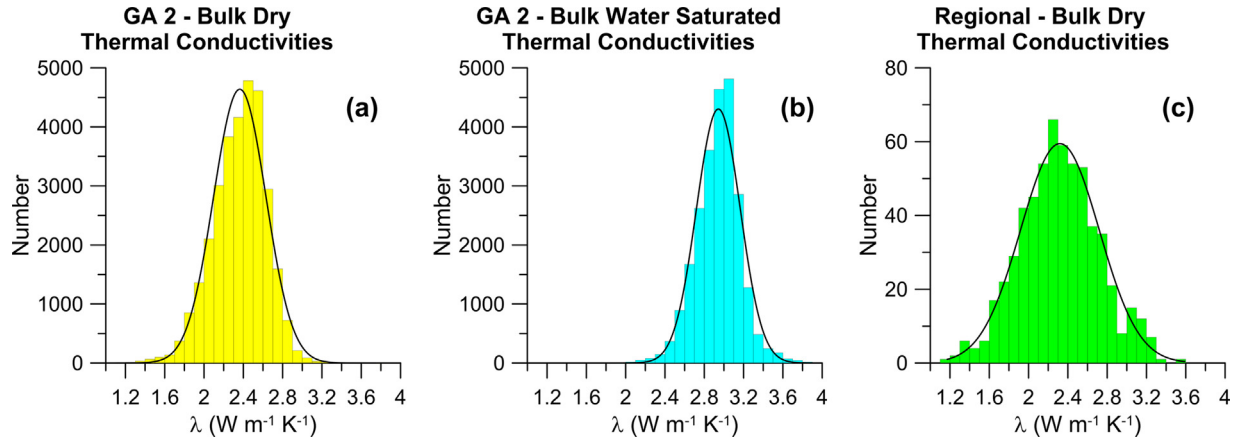 GA 2 - Bulk Dry
Thermal Conductivities
(a)
Number
5000
4000
3000
2000
1000
0
1.2 1.6 2 2.4 2.8 3.2 3.6 4
λ (W m⁻¹ K⁻¹)
GA 2 - Bulk Water Saturated
Thermal Conductivities
(b)
Number
5000
4000
3000
2000
1000
0
1.2 1.6 2 2.4 2.8 3.2 3.6 4
λ (W m⁻¹ K⁻¹)
Regional - Bulk Dry
Thermal Conductivities
(c)
Number
80
60
40
20
0
1.2 1.6 2 2.4 2.8 3.2 3.6 4
λ (W m⁻¹ K⁻¹)